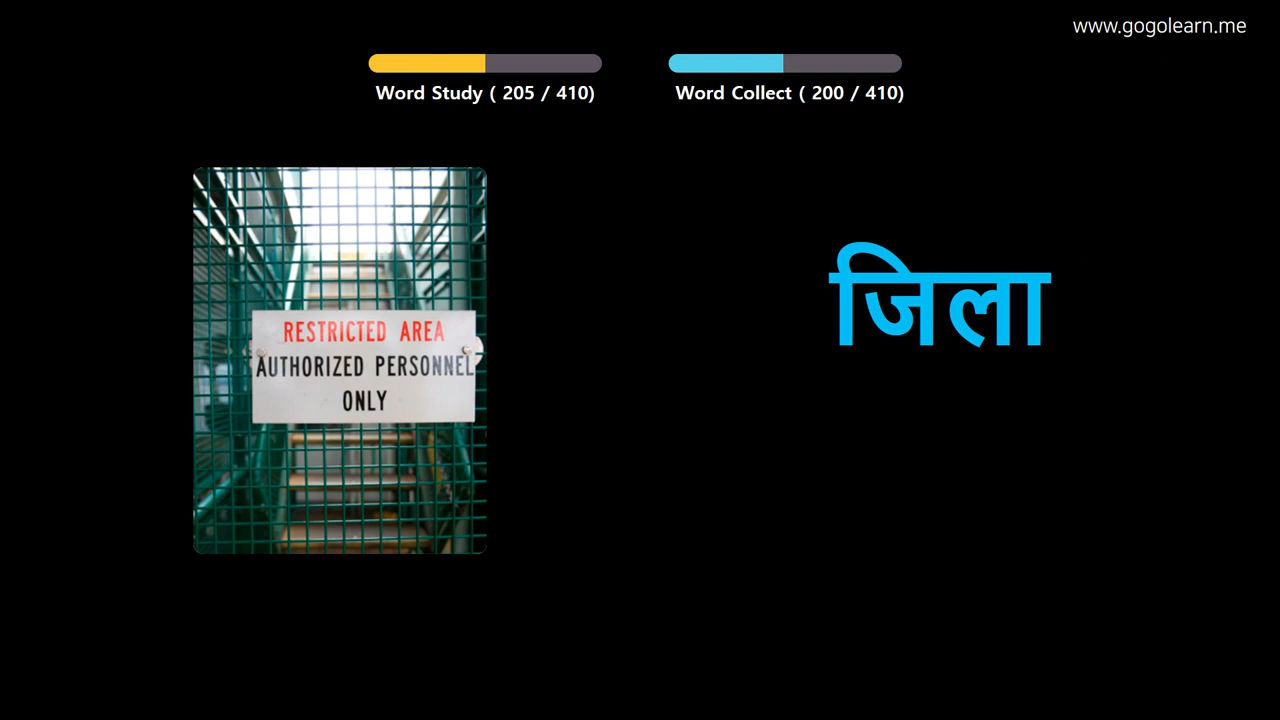 www.gogolearn.me
Word Study ( 205 / 410)
Word Collect ( 200 / 410)
RESTRICTED AREA
AUTHORIZED PERSONNEL
ONLY
जिला